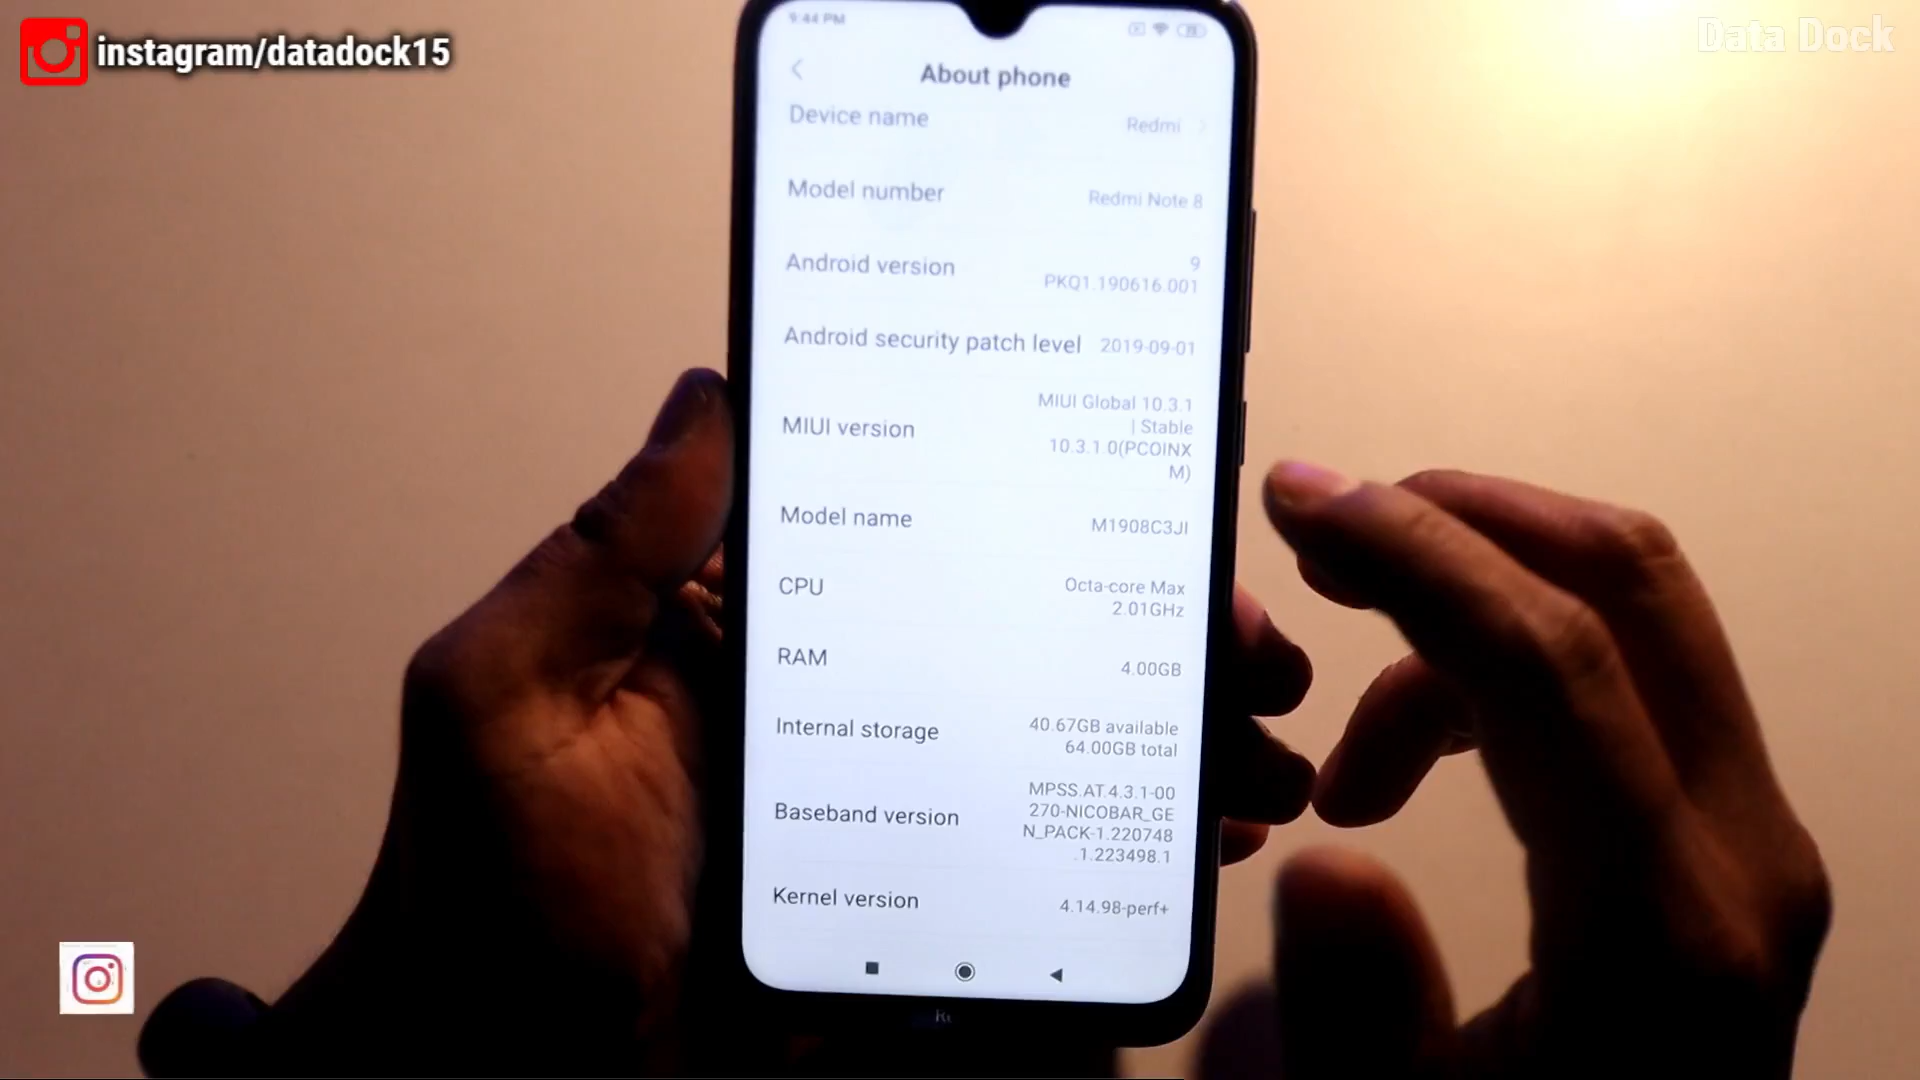 instagram/datadock15
Data Dock
9:44 PM
About phone
Device name
Redmi
Model number
Redmi Note 8
Android version
9
PKQ1.190616.001
Android security patch level
2019-09-01
MIUI version
MIUI Global 10.3.1
| Stable
10.3.1.0(PCOINX
M)
Model name
M1908C3JI
CPU
Octa-core Max
2.01GHz
RAM
4.00GB
Internal storage
40.67GB available
64.00GB total
Baseband version
MPSS.AT.4.3.1-00
270-NICOBAR_GE
N_PACK-1.220748
.1.223498.1
Kernel version
4.14.98-perf+